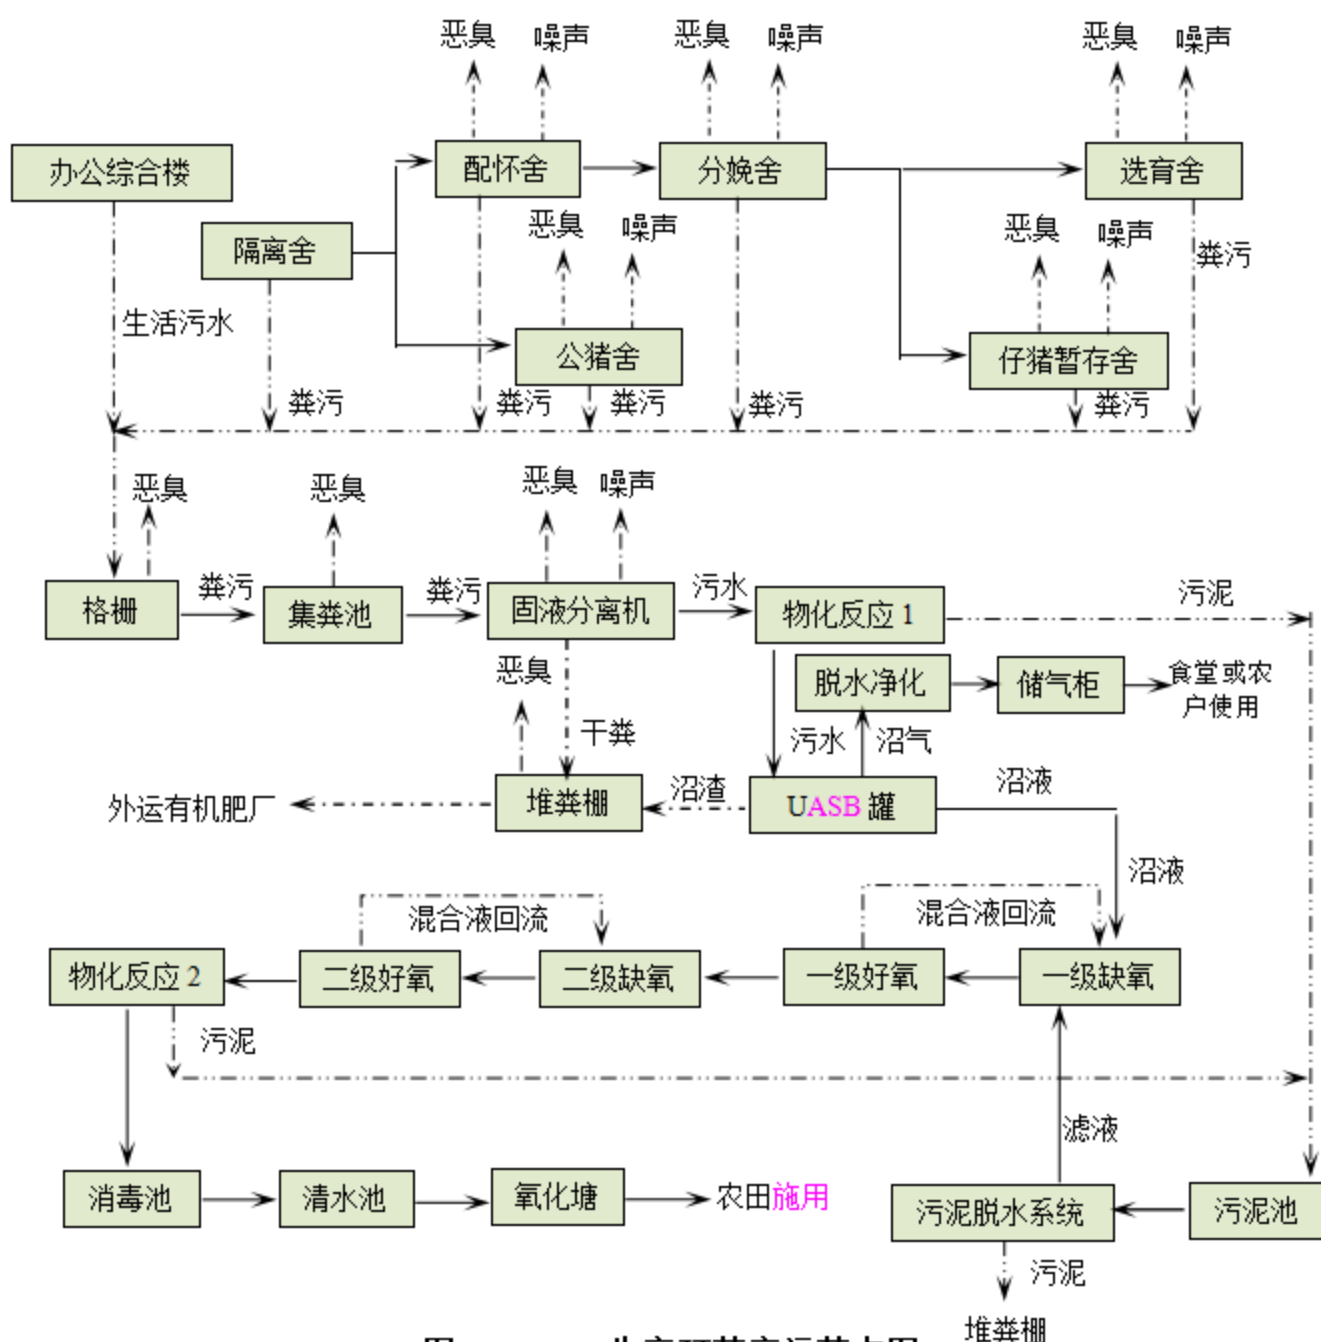 恶臭 噪声 恶臭 噪声 恶臭 噪声
办公综合楼
配怀舍
分娩舍
选育舍
隔离舍
恶臭 噪声
恶臭 噪声
粪污
生活污水
公猪舍
仔猪暂存舍
粪污 粪污 粪污 粪污 粪污
恶臭 恶臭 恶臭 噪声
格栅
粪污
集粪池
粪污
固液分离机
污水
物化反应1
污泥
恶臭
干粪
脱水净化
储气柜
食堂或农
户使用
污水 沼气
外运有机肥厂
堆粪棚
沼渣
UASB罐
沼液
沼液
混合液回流
混合液回流
物化反应2
二级好氧
二级缺氧
一级好氧
一级缺氧
污泥
滤液
消毒池
清水池
氧化塘
农田施用
污泥脱水系统
污泥池
污泥
堆粪棚